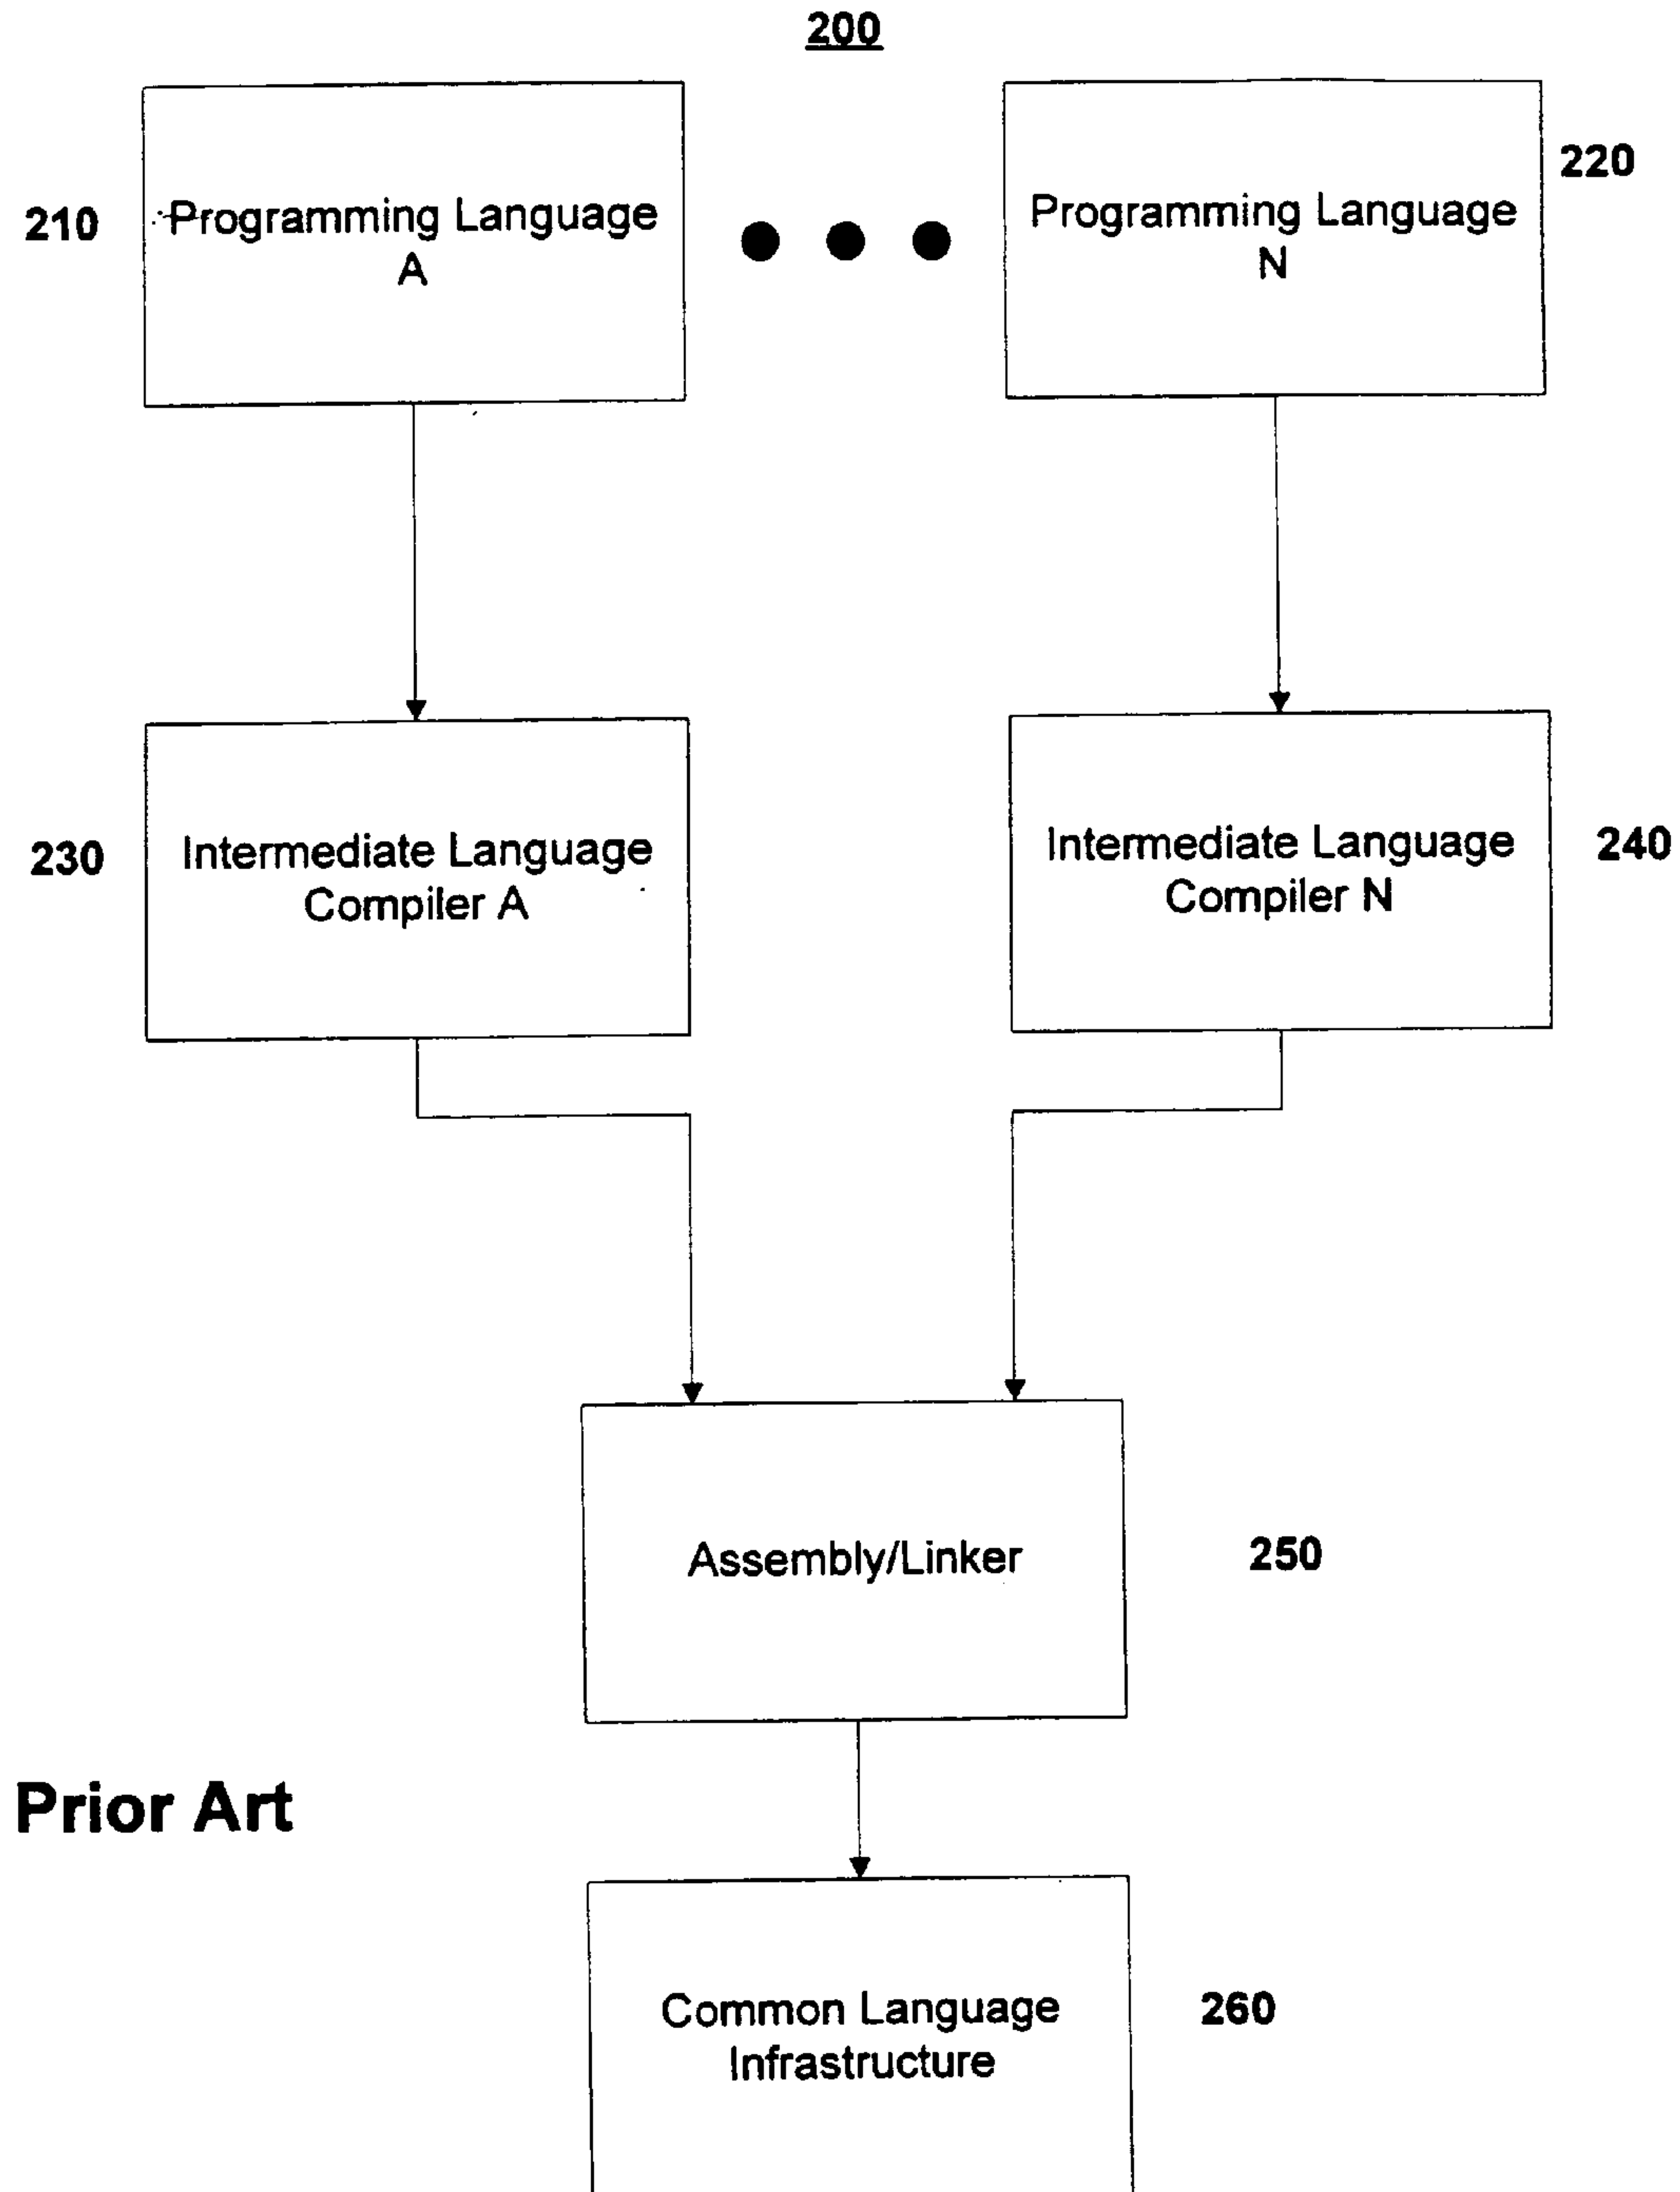 200
210
Programming Language
A
Programming Language
N
220
230
Intermediate Language
Compiler A
Intermediate Language
Compiler N
240
Assembly/Linker
250
Prior Art
Common Language
Infrastructure
260